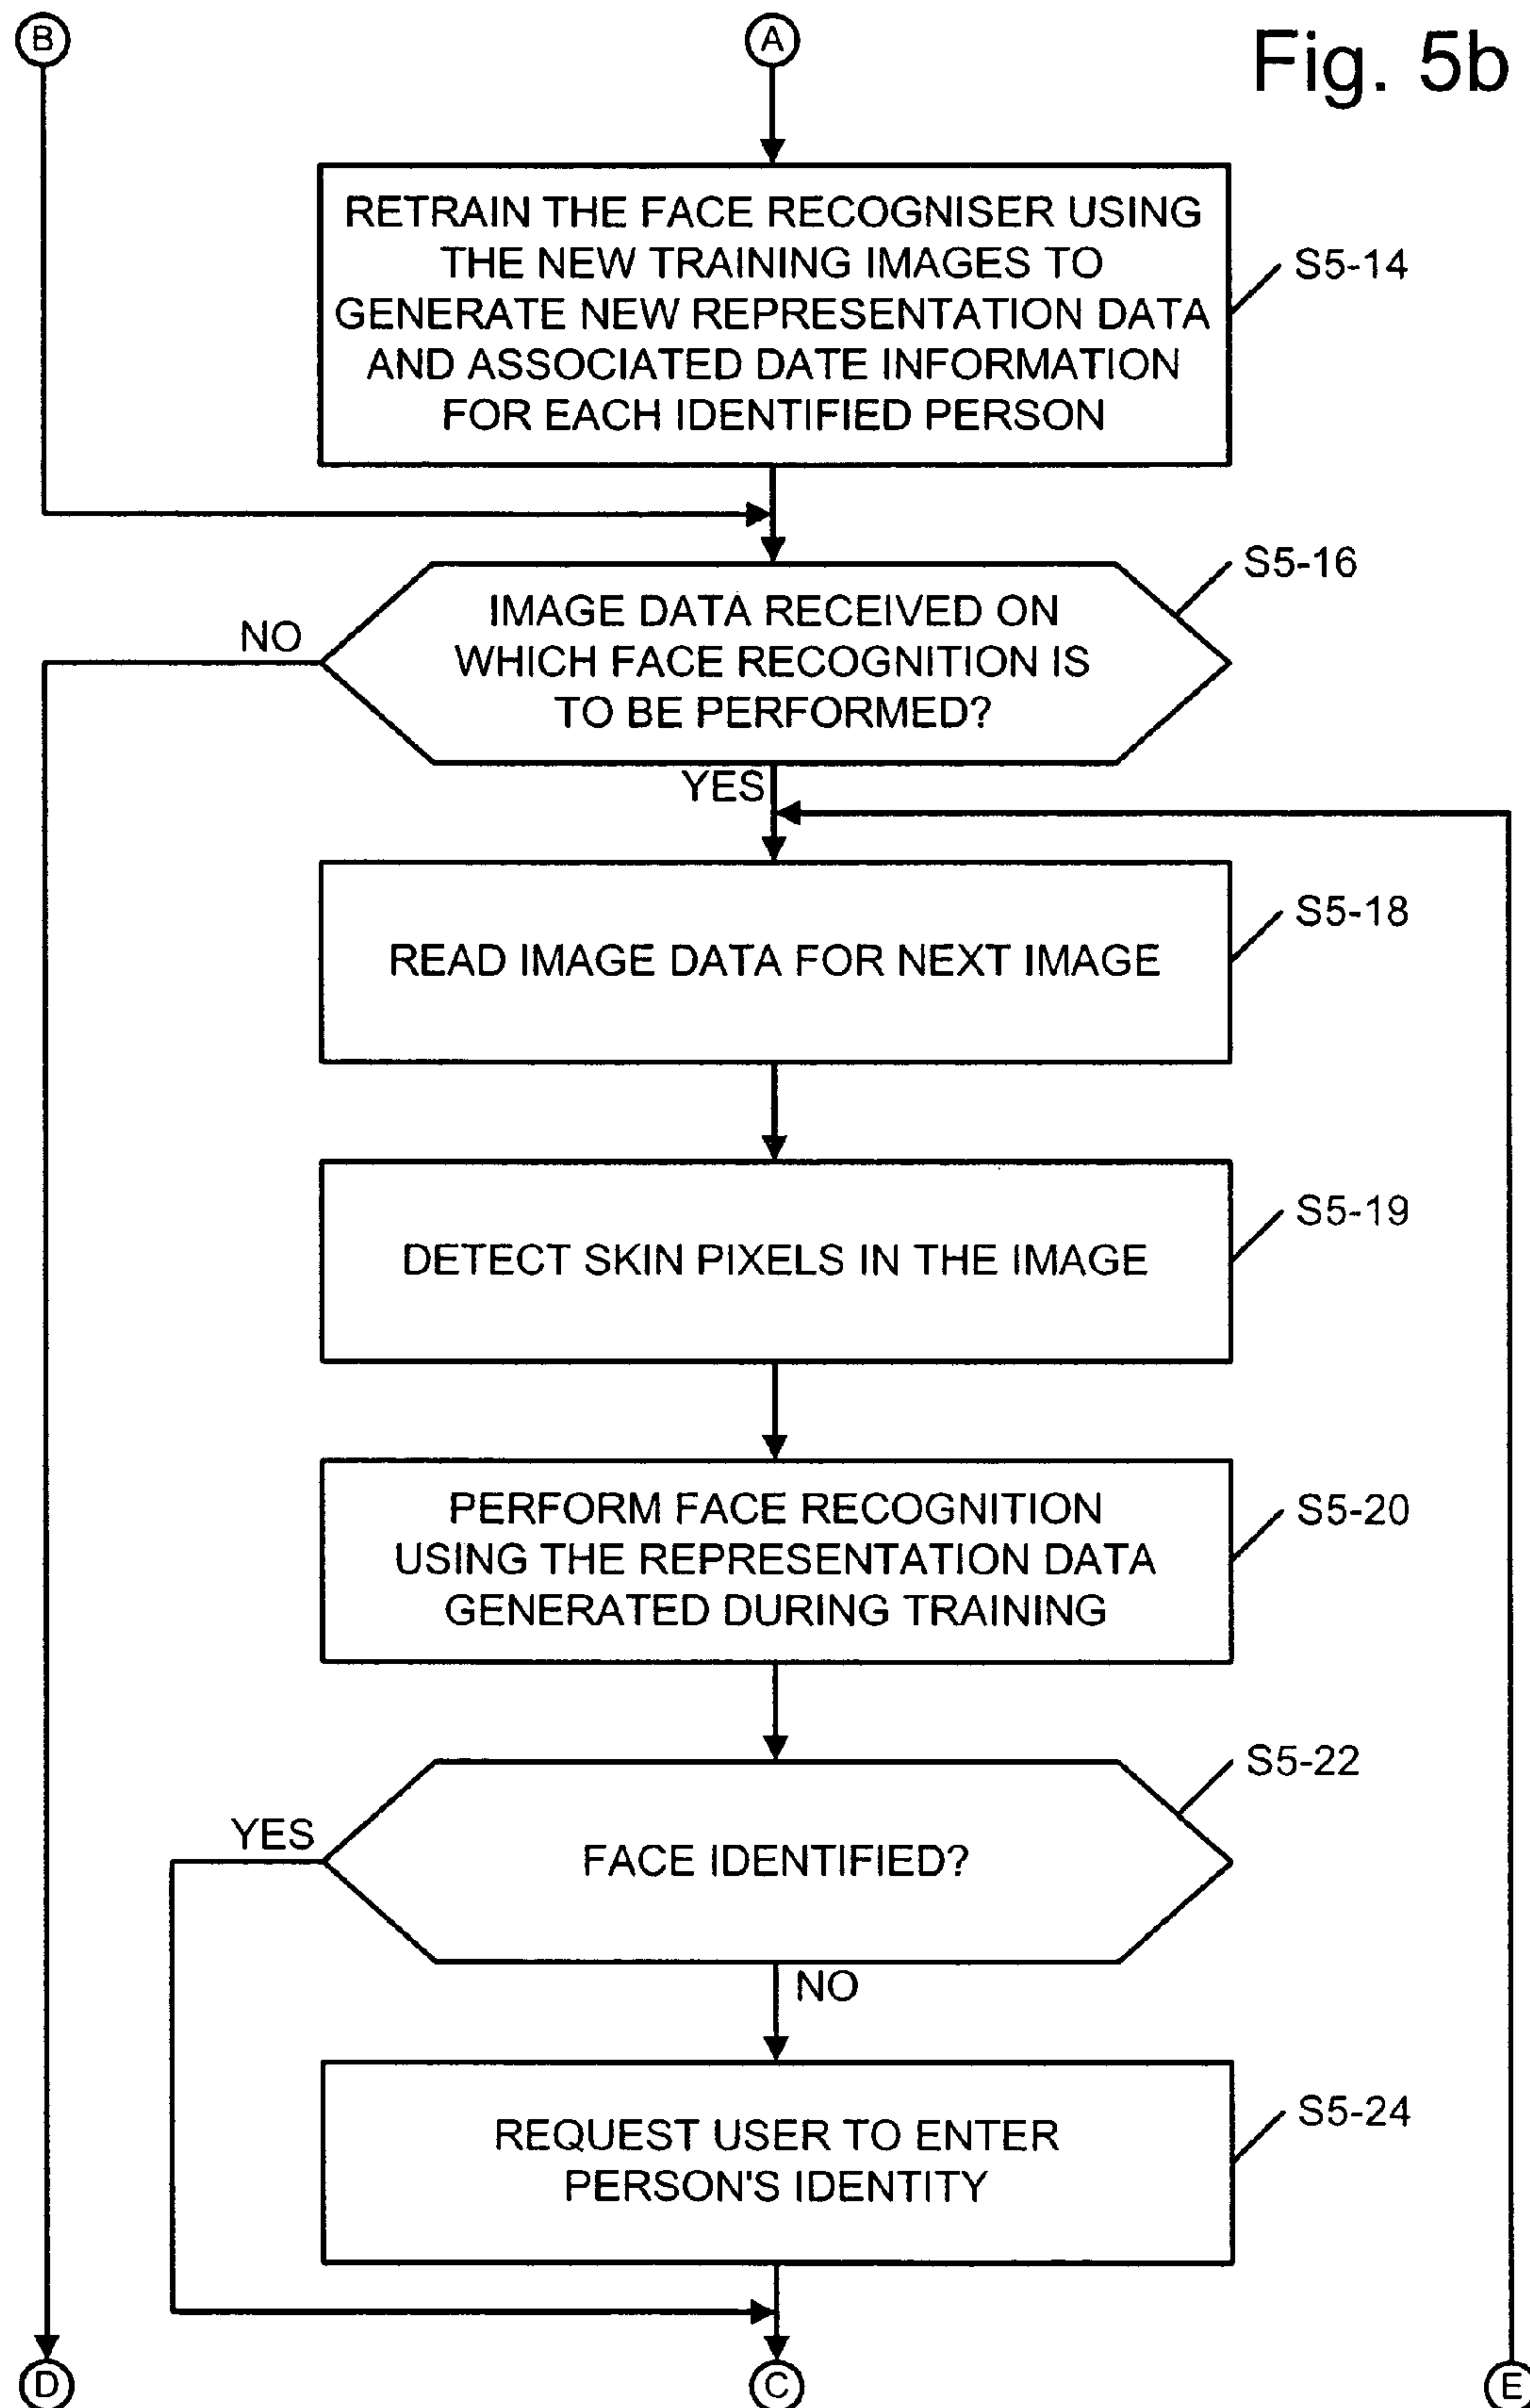 B
A
Fig. 5b
RETRAIN THE FACE RECOGNISER USING
THE NEW TRAINING IMAGES TO
GENERATE NEW REPRESENTATION DATA
AND ASSOCIATED DATE INFORMATION
FOR EACH IDENTIFIED PERSON
S5-14
S5-16
IMAGE DATA RECEIVED ON
WHICH FACE RECOGNITION IS
TO BE PERFORMED?
NO
YES
READ IMAGE DATA FOR NEXT IMAGE
S5-18
DETECT SKIN PIXELS IN THE IMAGE
S5-19
PERFORM FACE RECOGNITION
USING THE REPRESENTATION DATA
GENERATED DURING TRAINING
S5-20
S5-22
FACE IDENTIFIED?
YES
NO
REQUEST USER TO ENTER
PERSON'S IDENTITY
S5-24
D
C
E